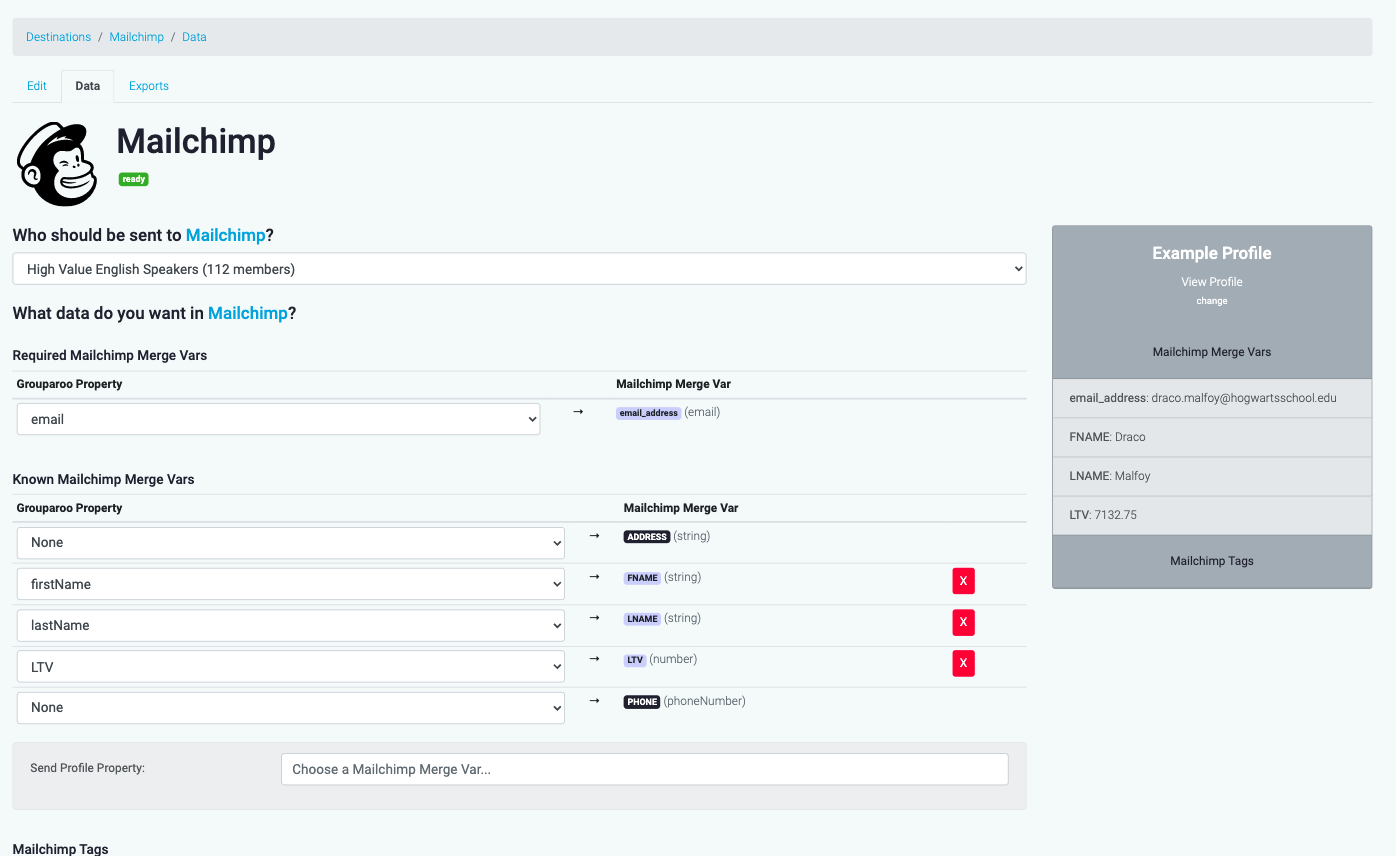 Destinations / Mailchimp / Data
Edit Data Exports
Mailchimp
ready
Who should be sent to Mailchimp?
High Value English Speakers (112 members)
What data do you want in Mailchimp?
Required Mailchimp Merge Vars
Grouparoo Property Mailchimp Merge Var
email → email_address (email)
Known Mailchimp Merge Vars
Grouparoo Property Mailchimp Merge Var
None → ADDRESS (string)
firstName → FNAME (string) X
lastName → LNAME (string) X
LTV → LTV (number) X
None → PHONE (phoneNumber)
Send Profile Property: Choose a Mailchimp Merge Var...
Mailchimp Tags
Example Profile
View Profile
change
Mailchimp Merge Vars
email_address: draco.malfoy@hogwartsschool.edu
FNAME: Draco
LNAME: Malfoy
LTV: 7132.75
Mailchimp Tags